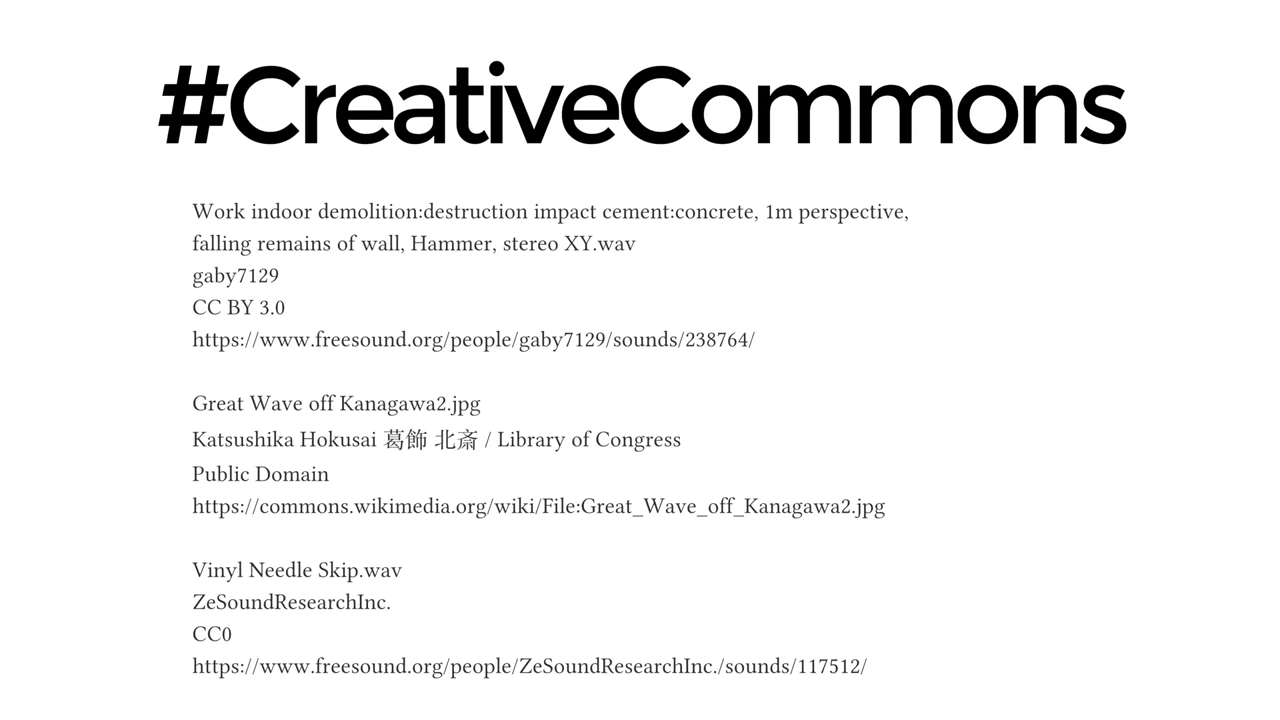 #CreativeCommons
Work indoor demolition:destruction impact cement:concrete, 1m perspective,
falling remains of wall, Hammer, stereo XY.wav
gaby7129
CC BY 3.0
https://www.freesound.org/people/gaby7129/sounds/238764/
Great Wave off Kanagawa2.jpg
Katsushika Hokusai 葛飾 北斎 / Library of Congress
Public Domain
https://commons.wikimedia.org/wiki/File:Great_Wave_off_Kanagawa2.jpg
Vinyl Needle Skip.wav
ZeSoundResearchInc.
CC0
https://www.freesound.org/people/ZeSoundResearchInc./sounds/117512/